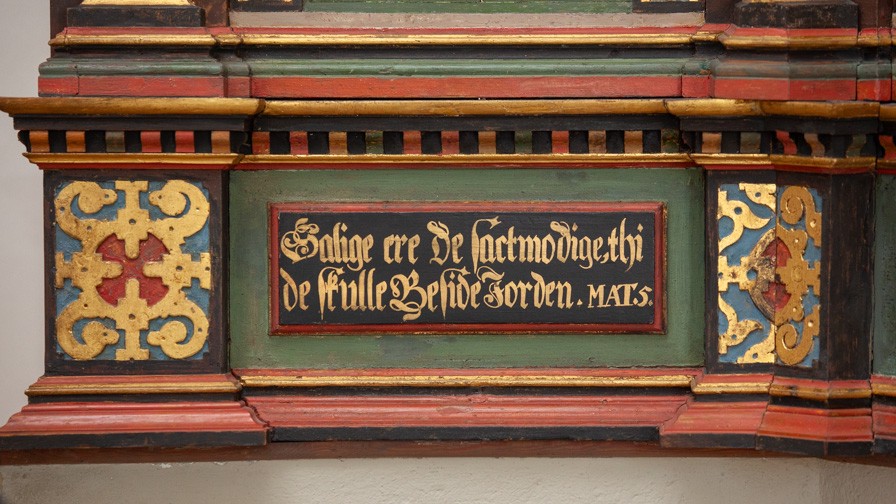 Salige ere De sactmodige, thi
de skulle Beside Jorden. MAT.5.